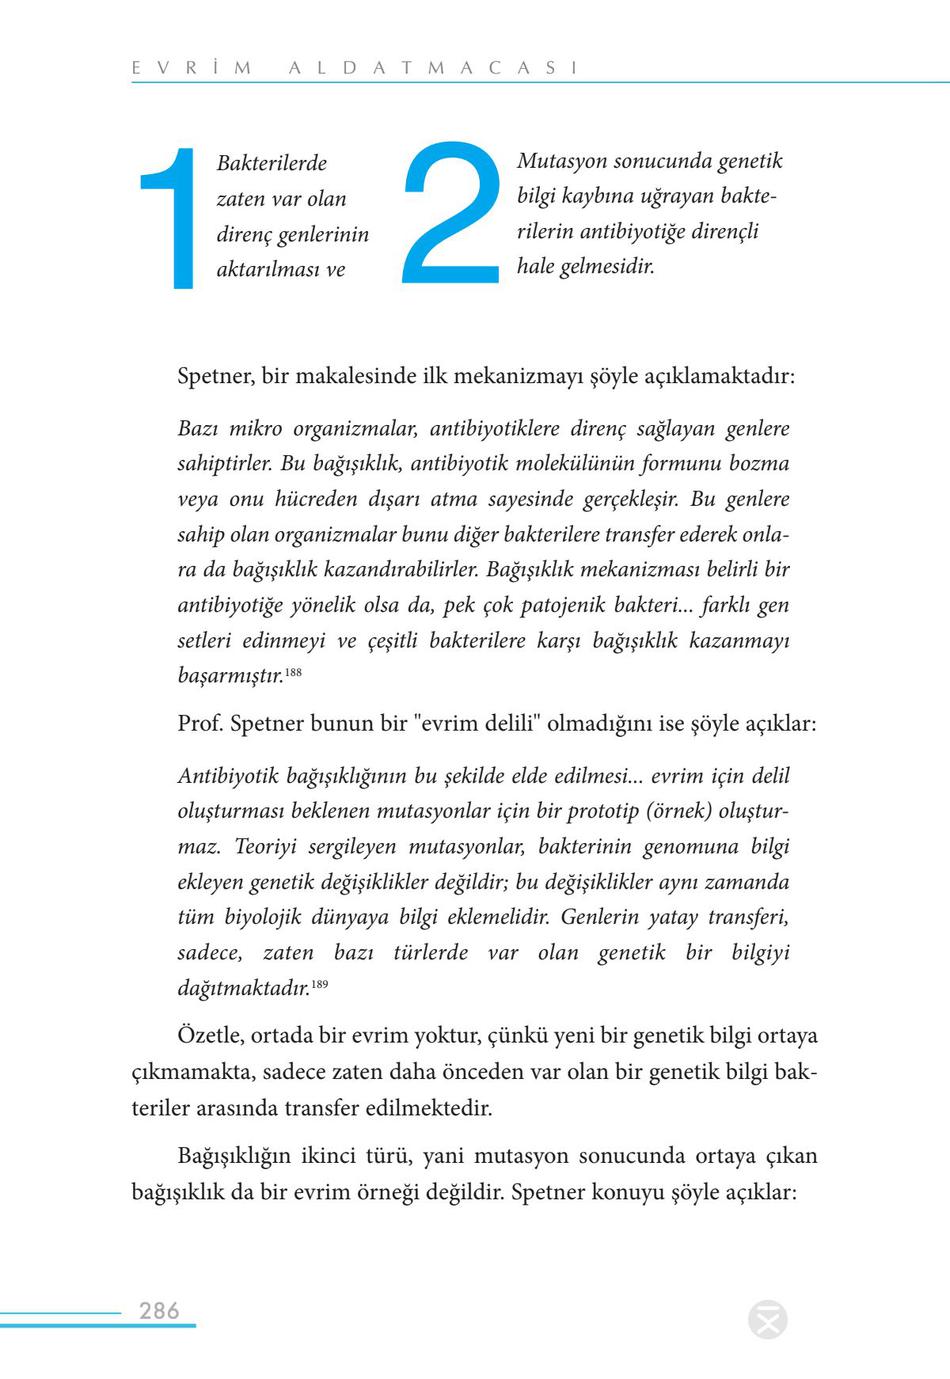 EVRİM ALDATMACASI
1
Bakterilerde
zaten var olan
direnç genlerinin
aktarılması ve
2
Mutasyon sonucunda genetik
bilgi kaybına uğrayan bakte-
rilerin antibiyotiğe dirençli
hale gelmesidir.
Spetner, bir makalesinde ilk mekanizmayı şöyle açıklamaktadır:
Bazı mikro organizmalar, antibiyotiklere direnç sağlayan genlere
sahiptirler. Bu bağışıklık, antibiyotik molekülünün formunu bozma
veya onu hücreden dışarı atma sayesinde gerçekleşir. Bu genlere
sahip olan organizmalar bunu diğer bakterilere transfer ederek onla-
ra da bağışıklık kazandırabilirler. Bağışıklık mekanizması belirli bir
antibiyotiğe yönelik olsa da, pek çok patojenik bakteri... farklı gen
setleri edinmeyi ve çeşitli bakterilere karşı bağışıklık kazanmayı
başarmıştır.188
Prof. Spetner bunun bir "evrim delili" olmadığını ise şöyle açıklar:
Antibiyotik bağışıklığının bu şekilde elde edilmesi... evrim için delil
oluşturması beklenen mutasyonlar için bir prototip (örnek) oluştur-
maz. Teoriyi sergileyen mutasyonlar, bakterinin genomuna bilgi
ekleyen genetik değişiklikler değildir; bu değişiklikler aynı zamanda
tüm biyolojik dünyaya bilgi eklemelidir. Genlerin yatay transferi,
sadece, zaten bazı türlerde var olan genetik bir bilgiyi
dağıtmaktadır.189
Özetle, ortada bir evrim yoktur, çünkü yeni bir genetik bilgi ortaya
çıkmamakta, sadece zaten daha önceden var olan bir genetik bilgi bak-
teriler arasında transfer edilmektedir.
Bağışıklığın ikinci türü, yani mutasyon sonucunda ortaya çıkan
bağışıklık da bir evrim örneği değildir. Spetner konuyu şöyle açıklar:
286